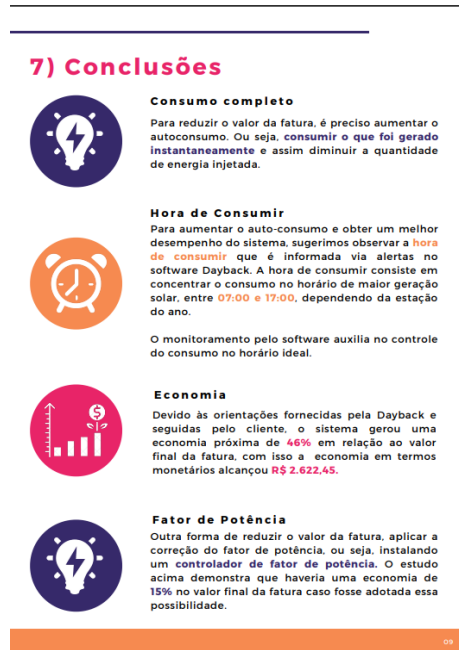 7) Conclusões
Consumo completo
Para reduzir o valor da fatura, é preciso aumentar o
autoconsumo. Ou seja, consumir o que foi gerado
instantaneamente e assim diminuir a quantidade
de energia injetada.
Hora de Consumir
Para aumentar o auto-consumo e obter um melhor
desempenho do sistema, sugerimos observar a hora
de consumir que é informada via alertas no
software Dayback. A hora de consumir consiste em
concentrar o consumo no horário de maior geração
solar, entre 07:00 e 17:00, dependendo da estação
do ano.
O monitoramento pelo software auxilia no controle
do consumo no horário ideal.
Economia
Devido às orientações fornecidas pela Dayback e
seguidas pelo cliente, o sistema gerou uma
economia próxima de 46% em relação ao valor
final da fatura, com isso a economia em termos
monetários alcançou R$ 2.622,45.
$
Fator de Potência
Outra forma de reduzir o valor da fatura, aplicar a
correção do fator de potência, ou seja, instalando
um controlador de fator de potência. O estudo
acima demonstra que haveria uma economia de
15% no valor final da fatura caso fosse adotada essa
possibilidade.
09